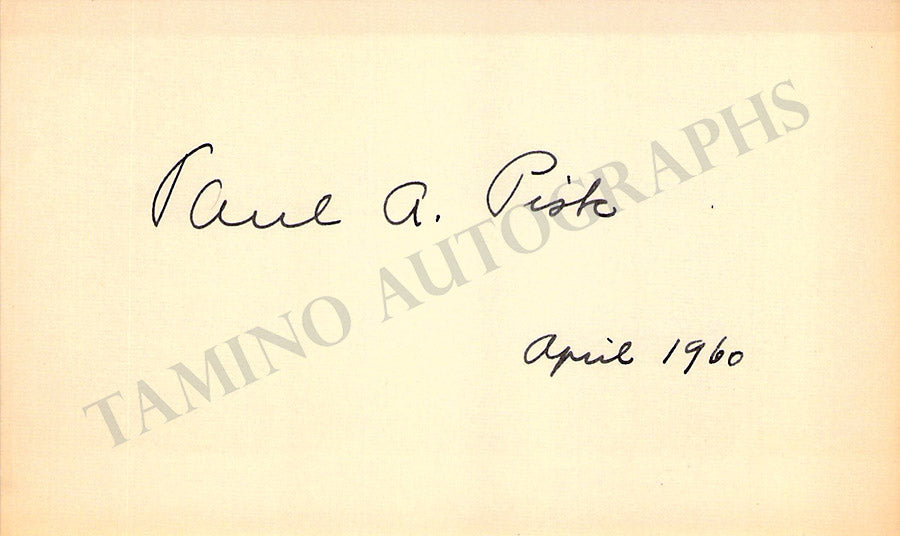 Paul A. Pisk
TAMINO AUTOGRAPHS
April 1960